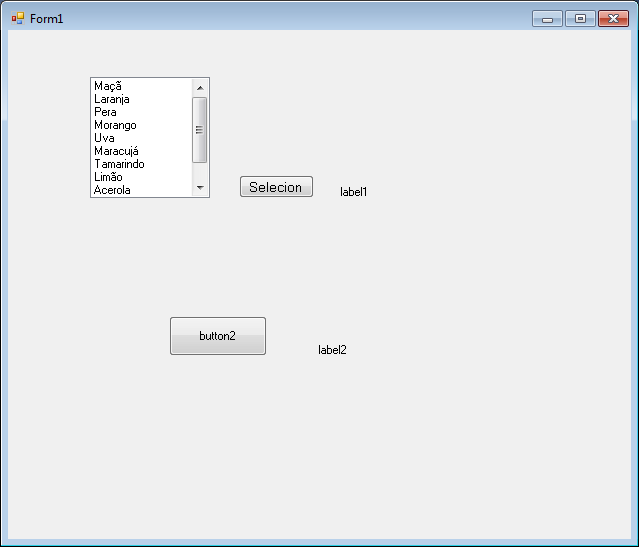 Form1
Maçã
Laranja
Pera
Morango
Uva
Maracujá
Tamarindo
Limão
Acerola
Selecion
label1
button2
label2